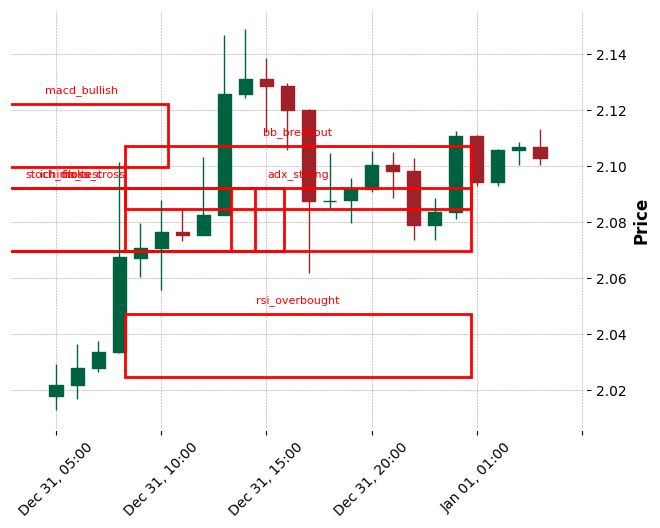 macd_bullish
bb_breakout
adx_strong
rsi_overbought
2.14
2.12
2.10
2.08
2.06
2.04
2.02
Price
Dec 31, 05:00
Dec 31, 10:00
Dec 31, 15:00
Dec 31, 20:00
Jan 01, 01:00